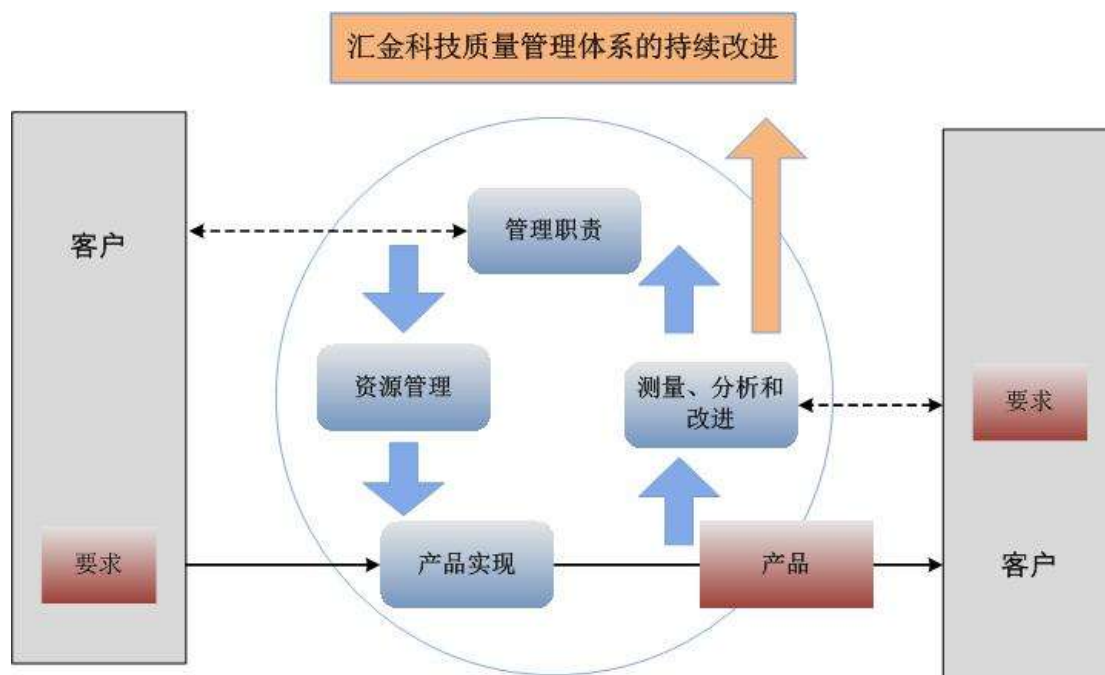 汇金科技质量管理体系的持续改进
客户
管理职责
资源管理
测量、分析和
改进
要求
要求
产品实现
产品
客户